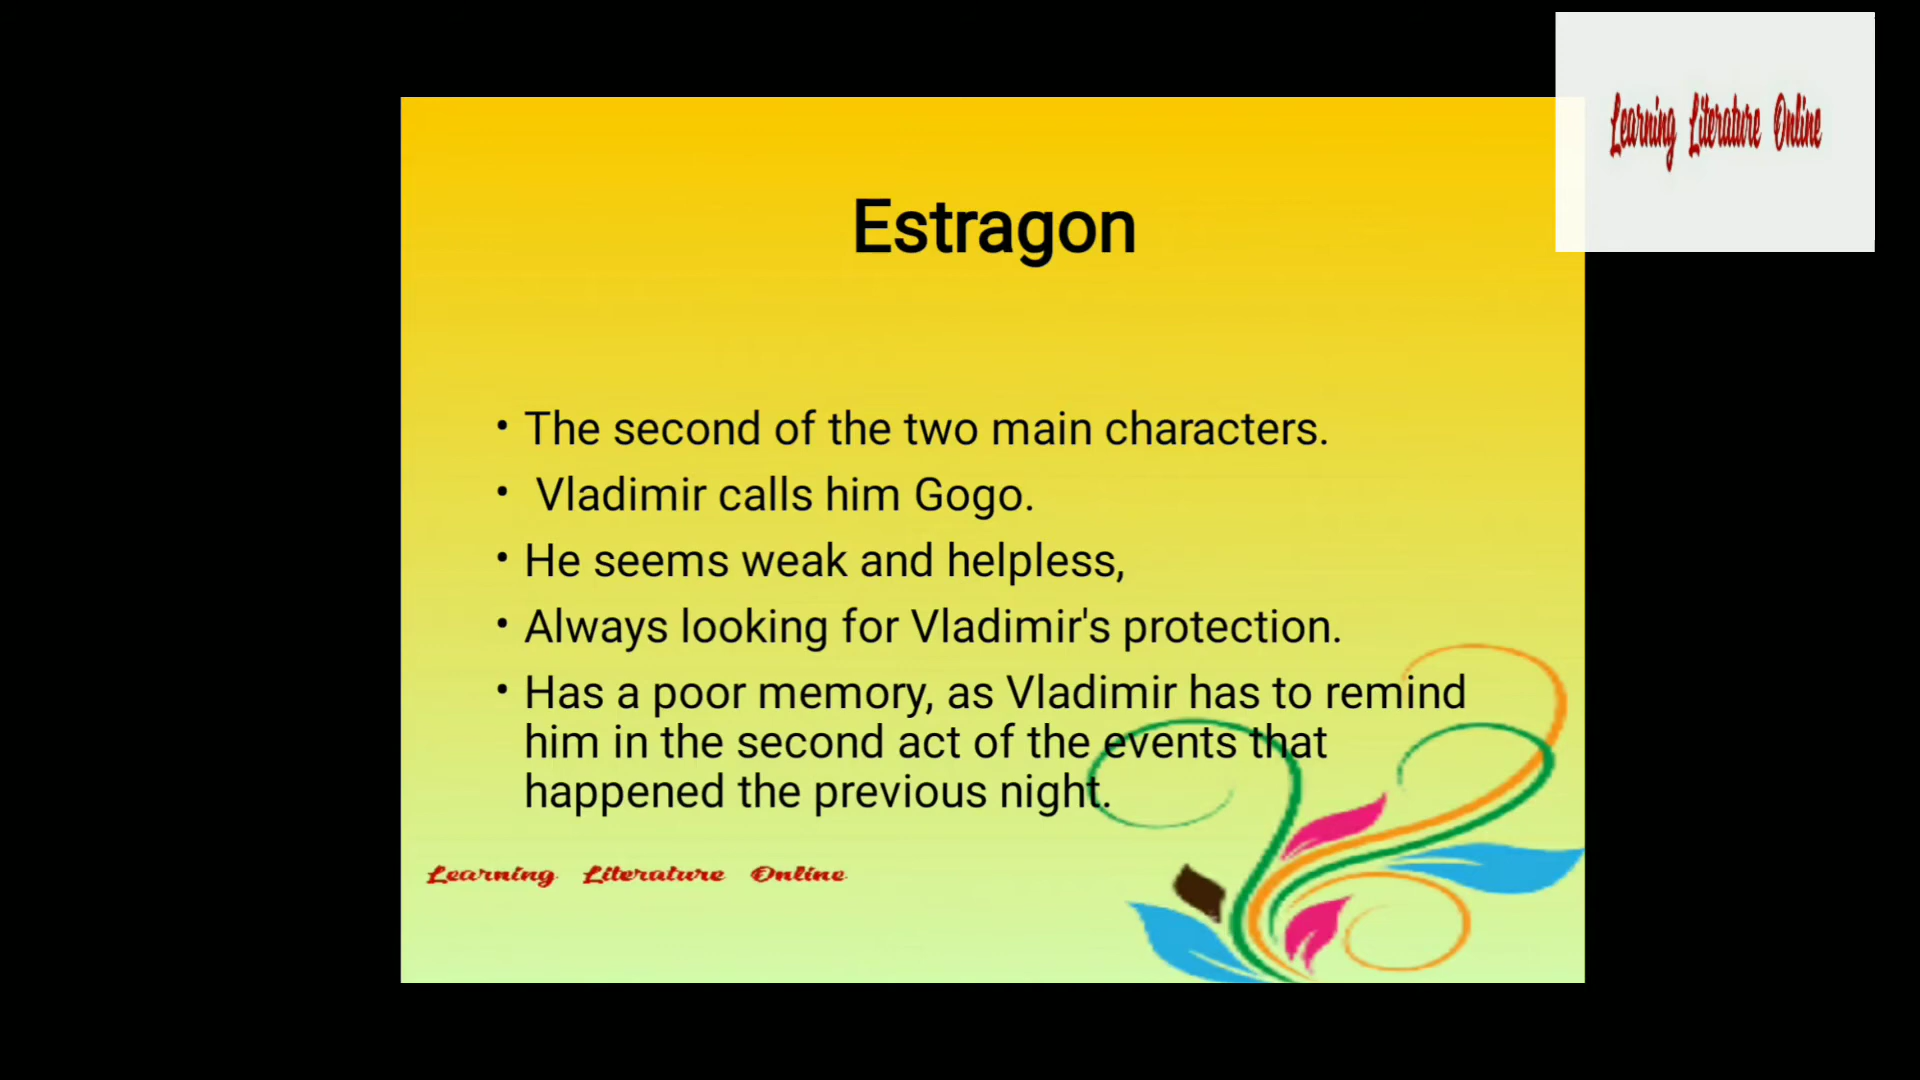 Learning Literature Online
Estragon
• The second of the two main characters.
• Vladimir calls him Gogo.
• He seems weak and helpless,
• Always looking for Vladimir's protection.
• Has a poor memory, as Vladimir has to remind
him in the second act of the events that
happened the previous night.
Learning Literature Online